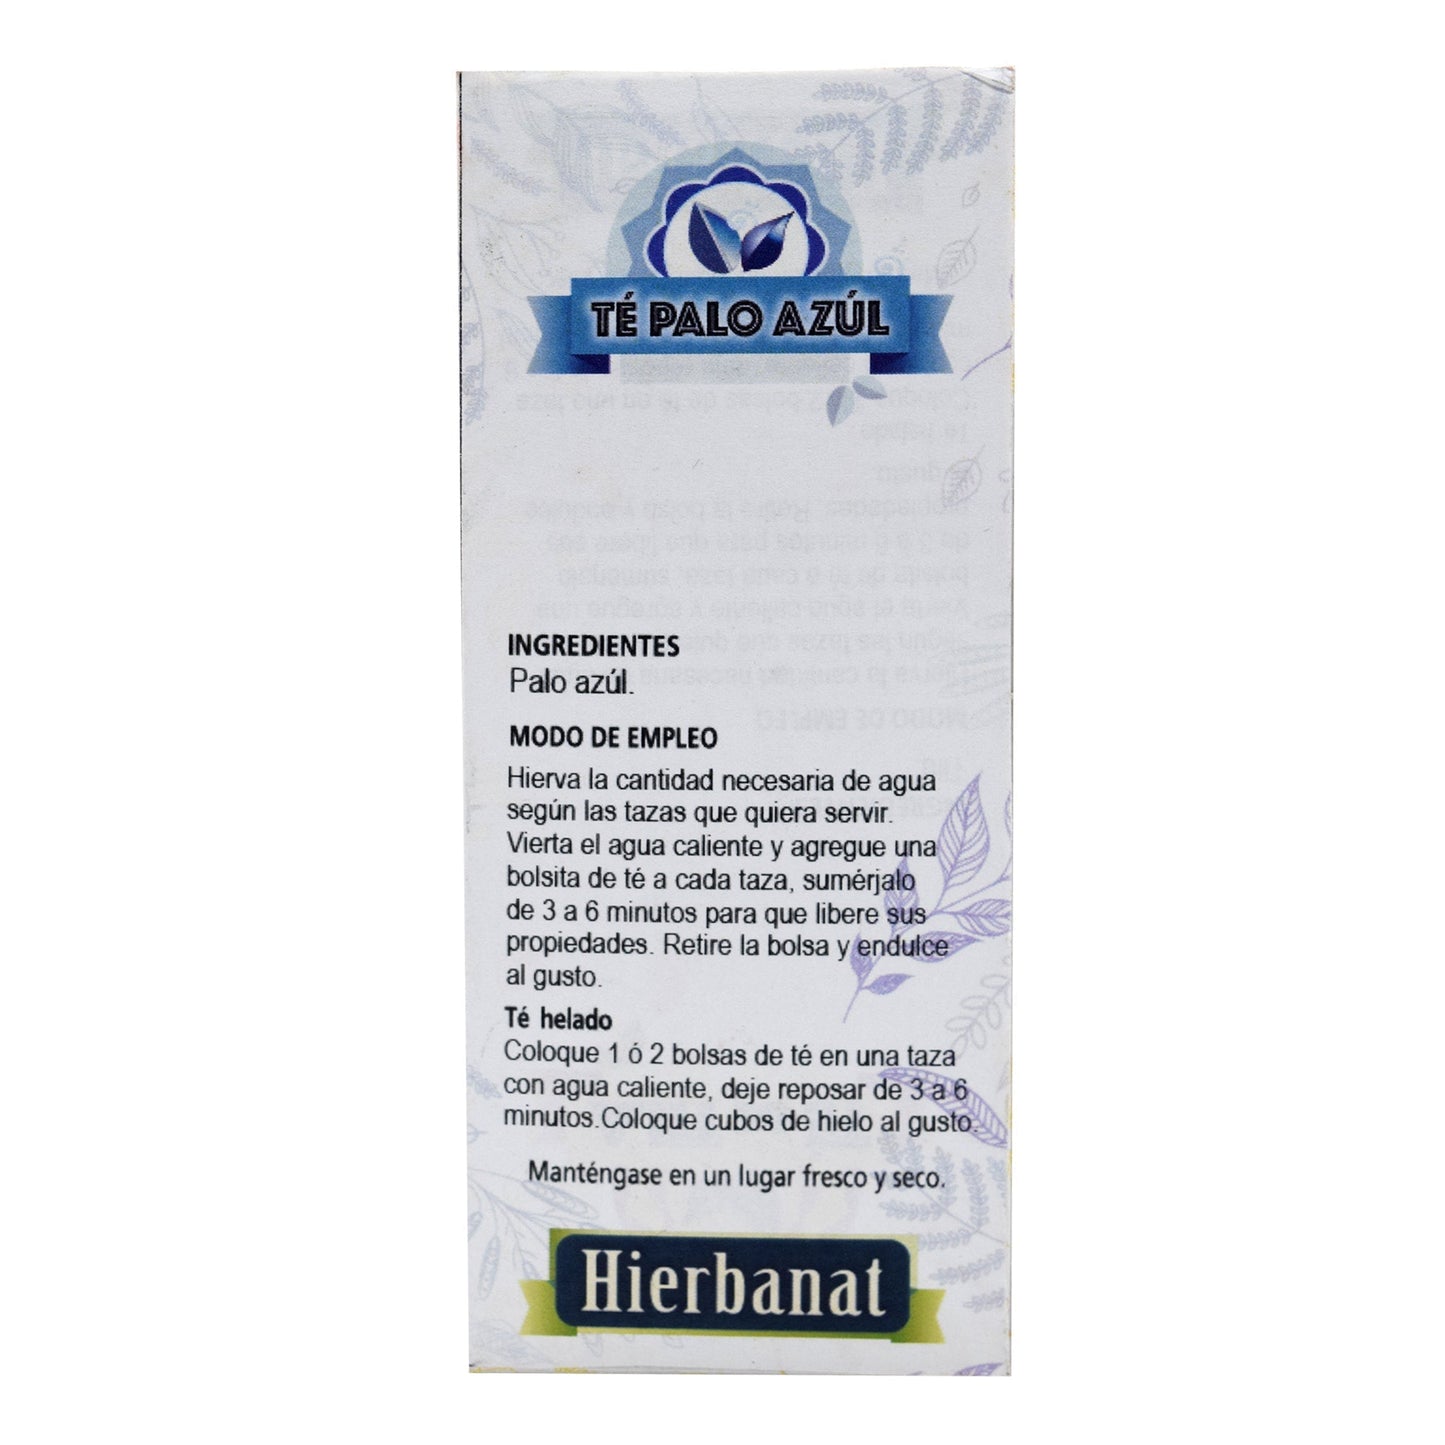 TÉ PALO AZÚL
INGREDIENTES
Palo azúl.
MODO DE EMPLEO
Hierva la cantidad necesaria de agua
según las tazas que quiera servir.
Vierta el agua caliente y agregue una
bolsita de té a cada taza, sumérjalo
de 3 a 6 minutos para que libere sus
propiedades. Retire la bolsa y endulce
al gusto.
Té helado
Coloque 1 ó 2 bolsas de té en una taza
con agua caliente, deje reposar de 3 a 6
minutos.Coloque cubos de hielo al gusto.
Manténgase en un lugar fresco y seco.
Hierbanat